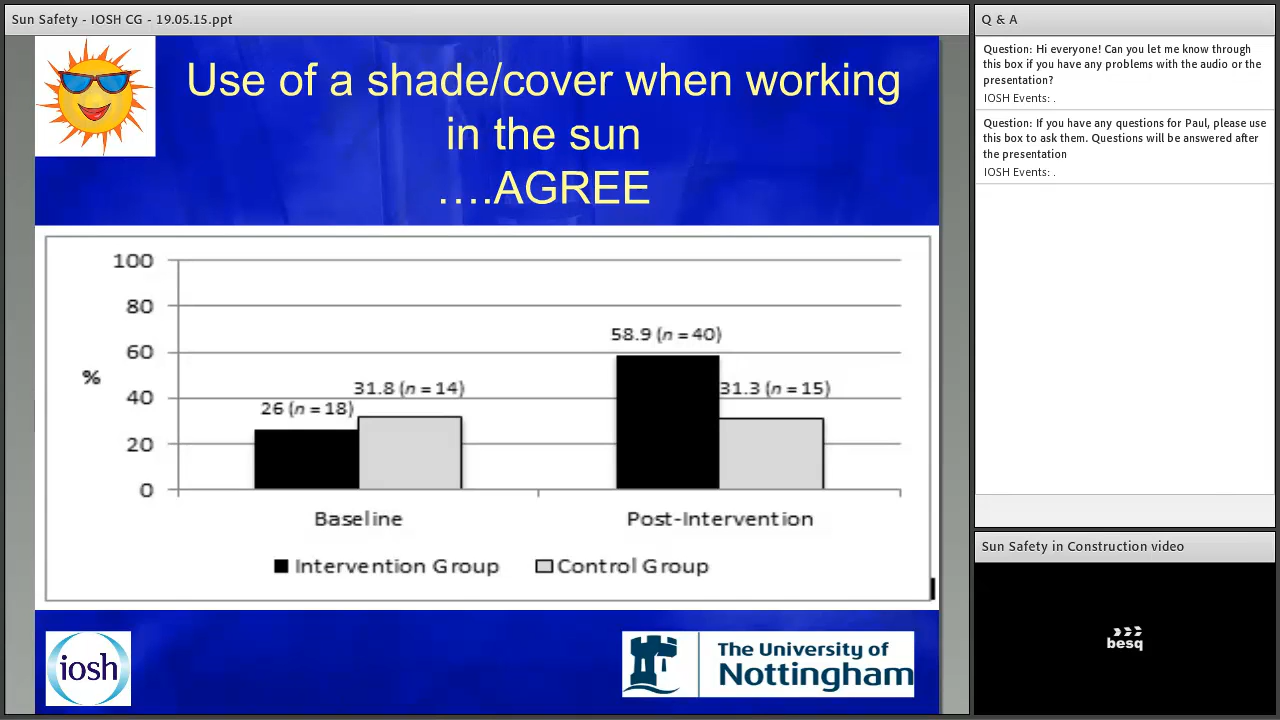 Sun Safety - IOSH CG - 19.05.15.ppt
Use of a shade/cover when working
in the sun
....AGREE
100
80
60
40
20
0
%
26 (n = 18)
31.8 (n = 14)
58.9 (n = 40)
31.3 (n = 15)
Baseline
Post-Intervention
Intervention Group
Control Group
iosh
The University of
Nottingham
Q & A
Question: Hi everyone! Can you let me know through
this box if you have any problems with the audio or the
presentation?
IOSH Events: .
Question: If you have any questions for Paul, please use
this box to ask them. Questions will be answered after
the presentation
IOSH Events: .
Sun Safety in Construction video
besq